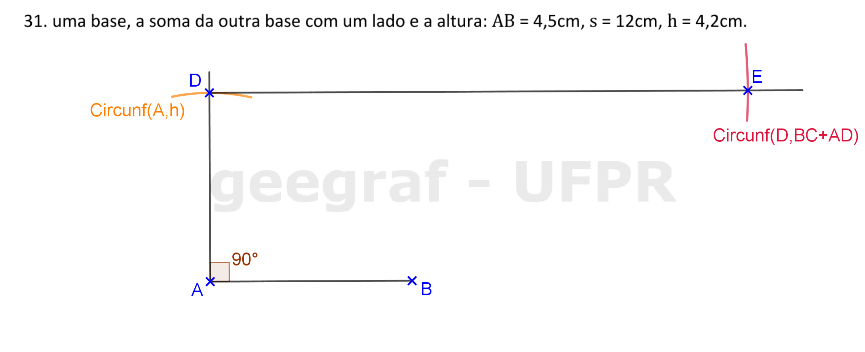 31. uma base, a soma da outra base com um lado e a altura: AB = 4,5cm, s = 12cm, h = 4,2cm.
D
E
Circunf(A,h)
Circunf(D,BC+AD)
geegraf - UFPR
90°
A
B